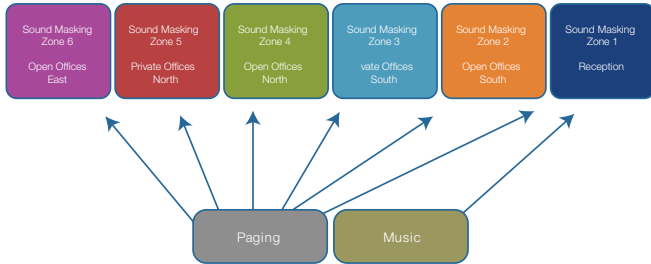 Sound Masking
Zone 6
Open Offices
East
Sound Masking
Zone 5
Private Offices
North
Sound Masking
Zone 4
Open Offices
North
Sound Masking
Zone 3
vate Offices
South
Sound Masking
Zone 2
Open Offices
South
Sound Masking
Zone 1
Reception
Paging
Music